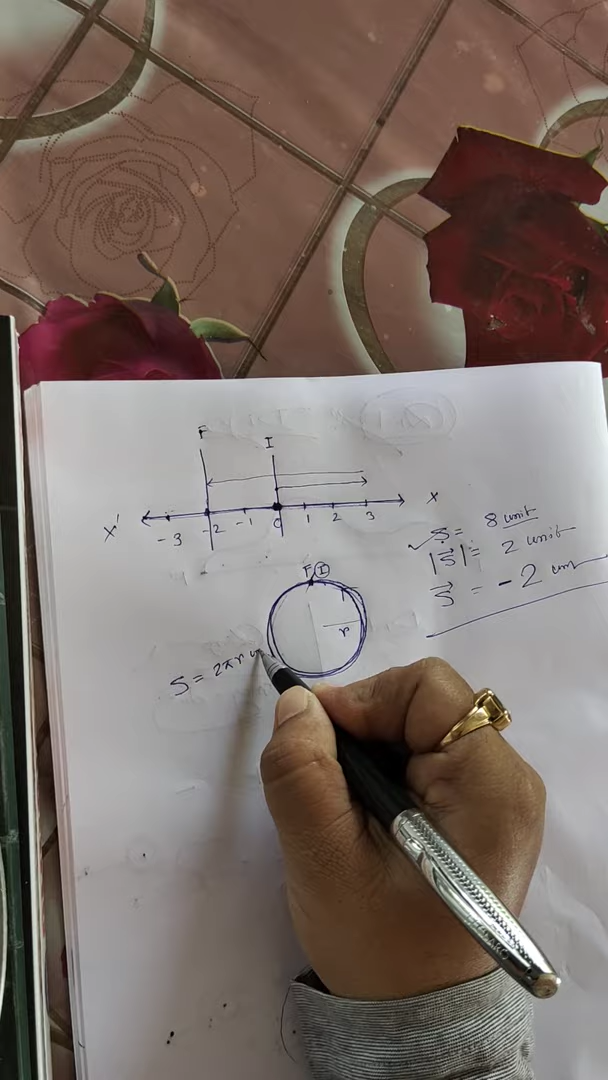 F
I
X'
-3 -2 -1 0 1 2 3
X
S = 8 unit
|S⃗| = 2 unit
S⃗ = -2 unit
F I
r
S = 2πr